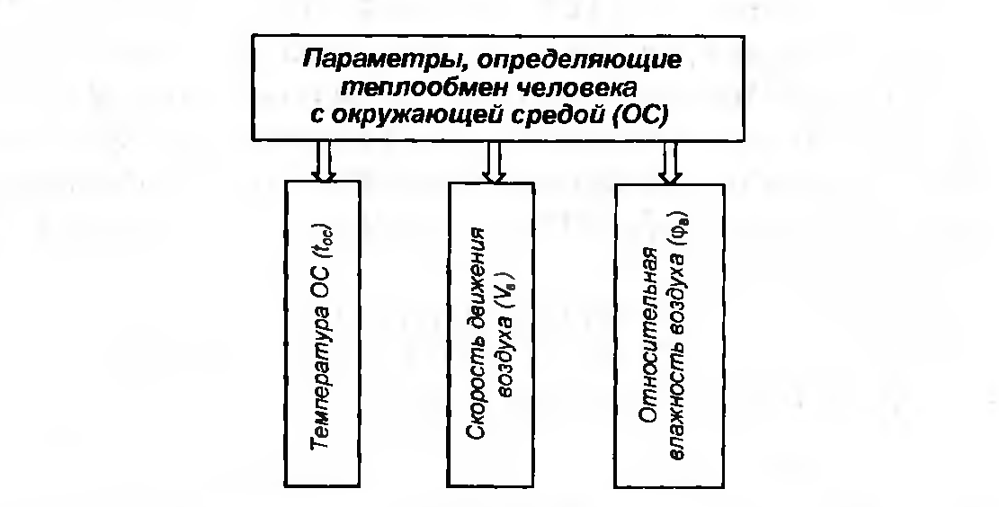 Параметры, определяющие
теплообмен человека
с окружающей средой (ОС)
Температура ОС (tос)
Скорость движения
воздуха (Vв)
Относительная
влажность воздуха (φв)